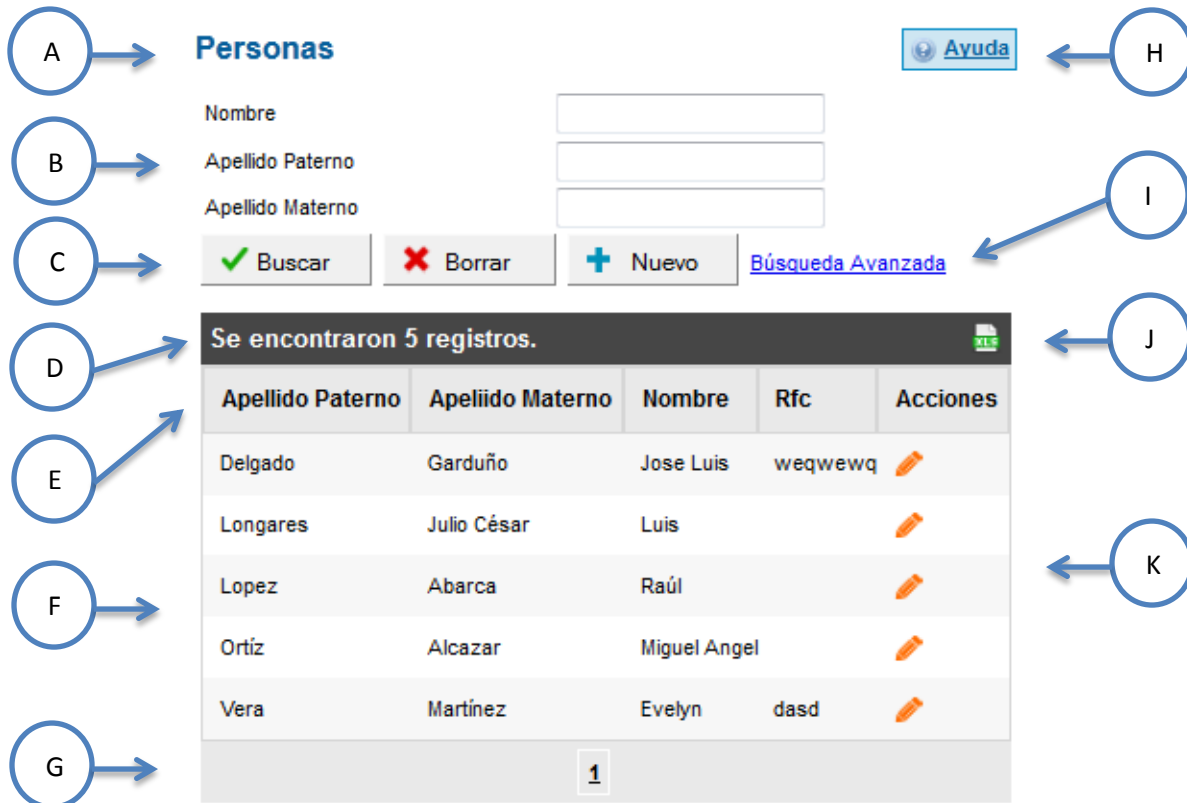 A
Personas
Ayuda
H
Nombre
B
Apellido Paterno
I
Apellido Materno
C
Buscar
Borrar
Nuevo
Búsqueda Avanzada
D
Se encontraron 5 registros.
XLS
J
E
Apellido Paterno Apeliido Materno Nombre Rfc Acciones
Delgado Garduño Jose Luis weqwewq
Longares Julio César Luis
K
F
Lopez Abarca Raúl
Ortíz Alcazar Miguel Angel
Vera Martínez Evelyn dasd
G
1